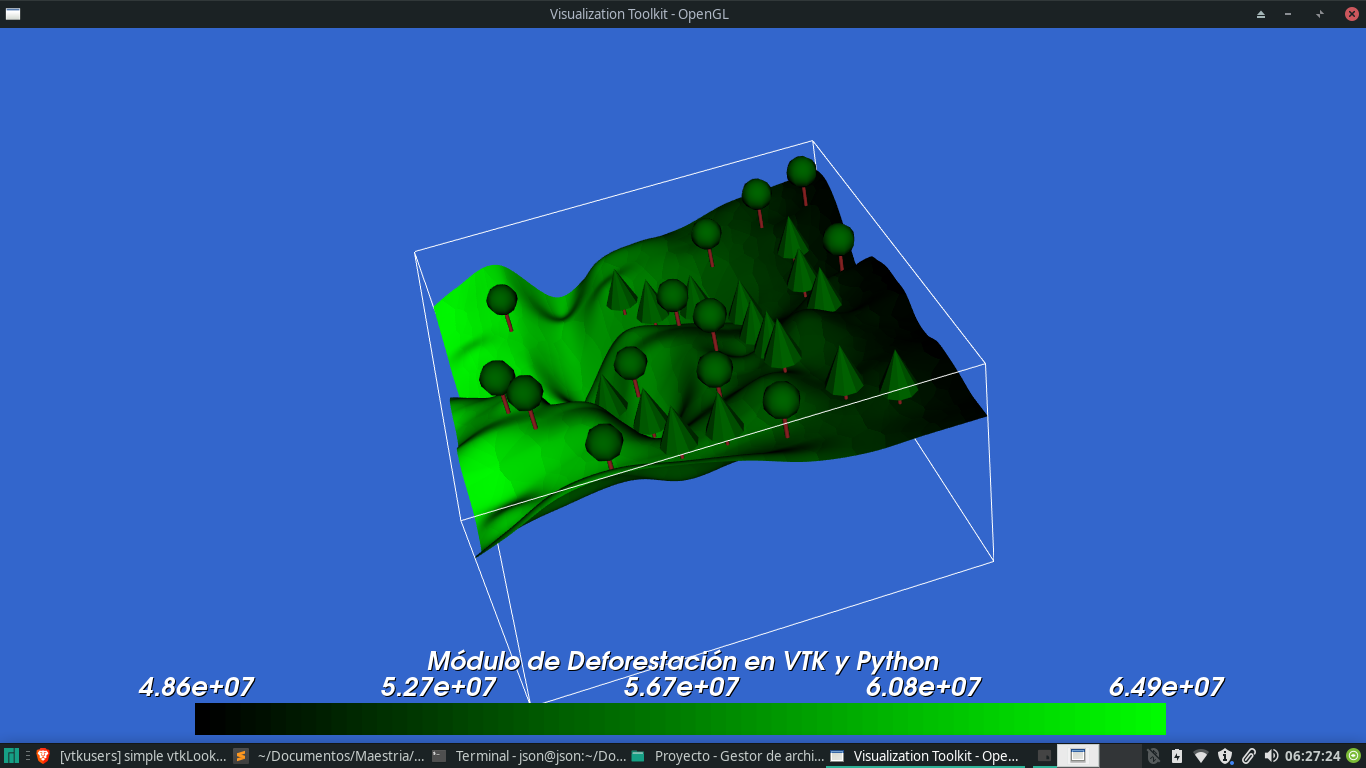 Visualization Toolkit - OpenGL
Módulo de Deforestación en VTK y Python
4.86e+07 5.27e+07 5.67e+07 6.08e+07 6.49e+07
[vtkusers] simple vtkLook... ~/Documentos/Maestria/... Terminal - json@json:~/Do... Proyecto - Gestor de archi... Visualization Toolkit - Ope... 06:27:24